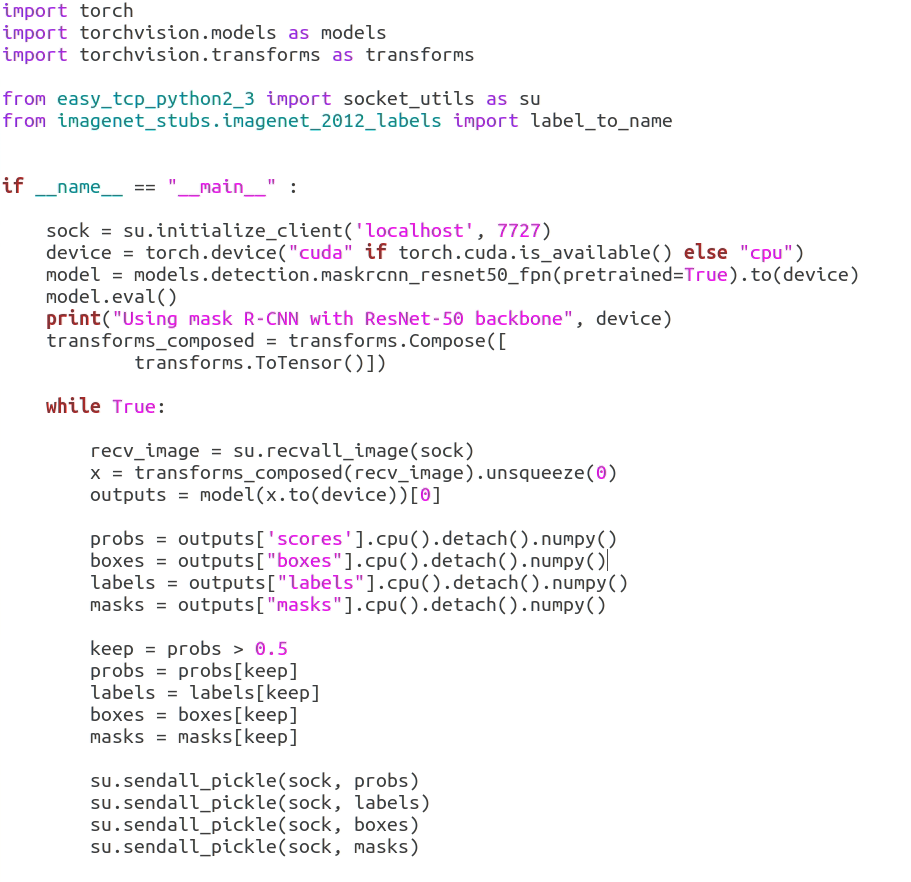 import torch
import torchvision.models as models
import torchvision.transforms as transforms

from easy_tcp_python2_3 import socket_utils as su
from imagenet_stubs.imagenet_2012_labels import label_to_name


if __name__ == "__main__" :

    sock = su.initialize_client('localhost', 7727)
    device = torch.device("cuda" if torch.cuda.is_available() else "cpu")
    model = models.detection.maskrcnn_resnet50_fpn(pretrained=True).to(device)
    model.eval()
    print("Using mask R-CNN with ResNet-50 backbone", device)
    transforms_composed = transforms.Compose([
            transforms.ToTensor()])

    while True:

        recv_image = su.recvall_image(sock)
        x = transforms_composed(recv_image).unsqueeze(0)
        outputs = model(x.to(device))[0]

        probs = outputs['scores'].cpu().detach().numpy()
        boxes = outputs["boxes"].cpu().detach().numpy()
        labels = outputs["labels"].cpu().detach().numpy()
        masks = outputs["masks"].cpu().detach().numpy()

        keep = probs > 0.5
        probs = probs[keep]
        labels = labels[keep]
        boxes = boxes[keep]
        masks = masks[keep]

        su.sendall_pickle(sock, probs)
        su.sendall_pickle(sock, labels)
        su.sendall_pickle(sock, boxes)
        su.sendall_pickle(sock, masks)